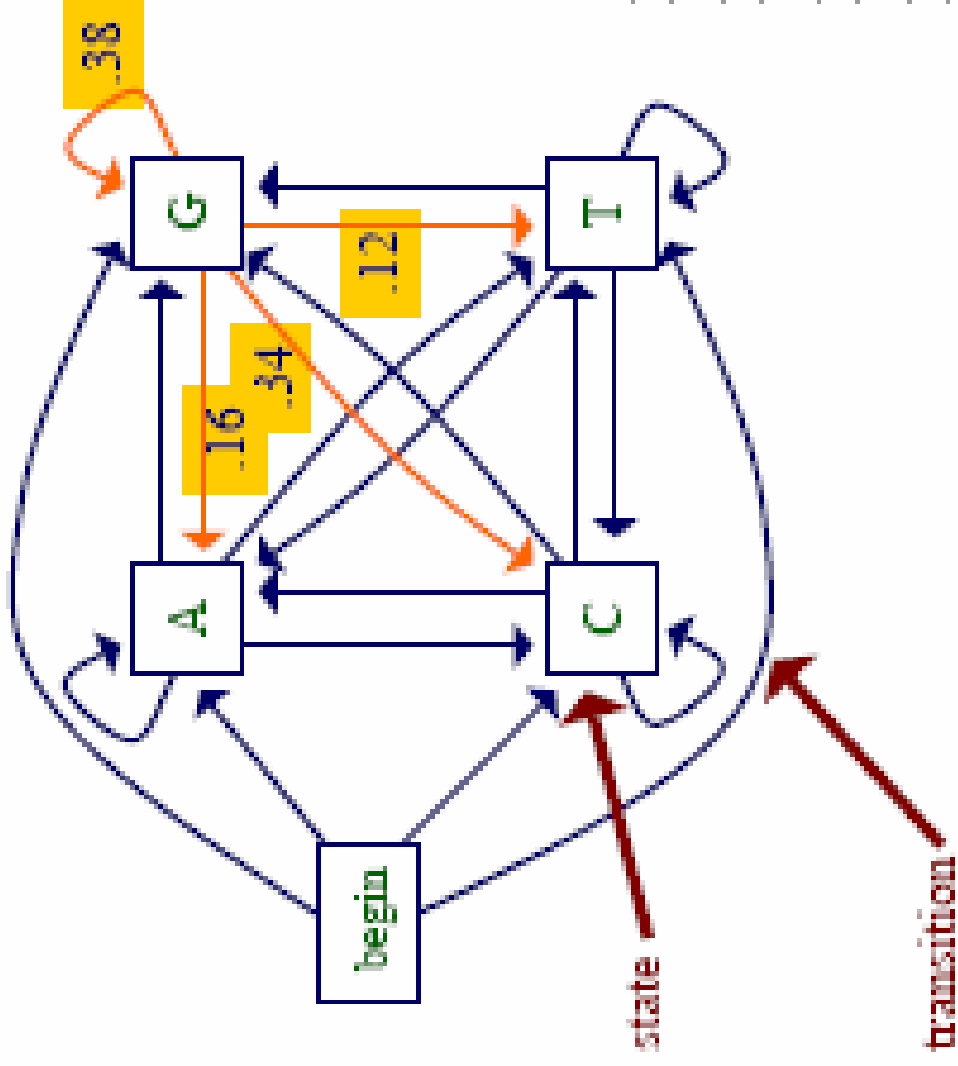 .38
G
T
.12
.34
.16
A
C
begin
state
transition